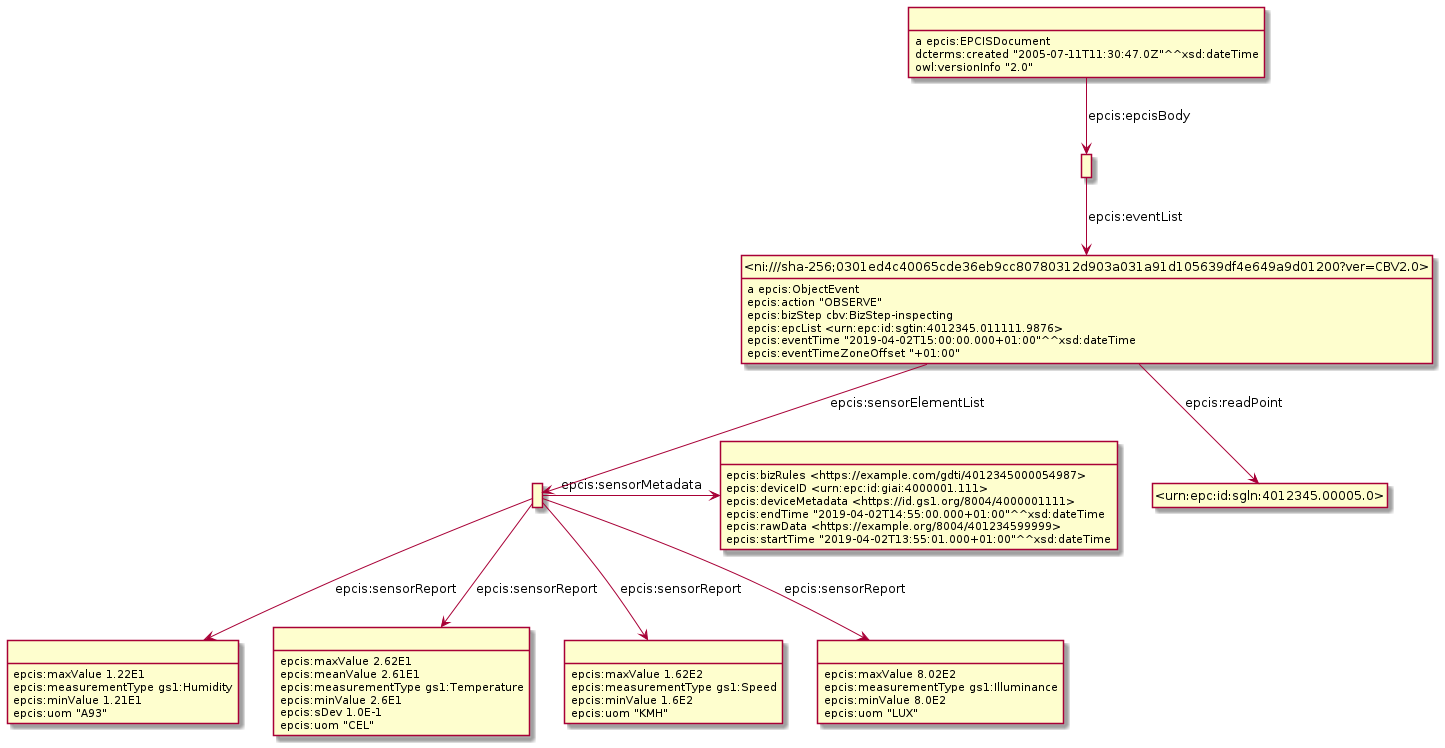 a epcis:EPCISDocument
dcterms:created "2005-07-11T11:30:47.0Z"^^xsd:dateTime
owl:versionInfo "2.0"
epcis:epcisBody
epcis:eventList
<ni:///sha-256;0301ed4c40065cde36eb9cc80780312d903a031a91d105639df4e649a9d01200?ver=CBV2.0>
a epcis:ObjectEvent
epcis:action "OBSERVE"
epcis:bizStep cbv:BizStep-inspecting
epcis:epcList <urn:epc:id:sgtin:4012345.011111.9876>
epcis:eventTime "2019-04-02T15:00:00.000+01:00"^^xsd:dateTime
epcis:eventTimeZoneOffset "+01:00"
epcis:sensorElementList
epcis:readPoint
epcis:sensorMetadata
epcis:bizRules <https://example.com/gdti/4012345000054987>
epcis:deviceID <urn:epc:id:giai:4000001.111>
epcis:deviceMetadata <https://id.gs1.org/8004/4000001111>
epcis:endTime "2019-04-02T14:55:00.000+01:00"^^xsd:dateTime
epcis:rawData <https://example.org/8004/401234599999>
epcis:startTime "2019-04-02T13:55:01.000+01:00"^^xsd:dateTime
<urn:epc:id:sgln:4012345.00005.0>
epcis:sensorReport
epcis:sensorReport
epcis:sensorReport
epcis:sensorReport
epcis:maxValue 1.22E1
epcis:measurementType gs1:Humidity
epcis:minValue 1.21E1
epcis:uom "A93"
epcis:maxValue 2.62E1
epcis:meanValue 2.61E1
epcis:measurementType gs1:Temperature
epcis:minValue 2.6E1
epcis:sDev 1.0E-1
epcis:uom "CEL"
epcis:maxValue 1.62E2
epcis:measurementType gs1:Speed
epcis:minValue 1.6E2
epcis:uom "KMH"
epcis:maxValue 8.02E2
epcis:measurementType gs1:Illuminance
epcis:minValue 8.0E2
epcis:uom "LUX"